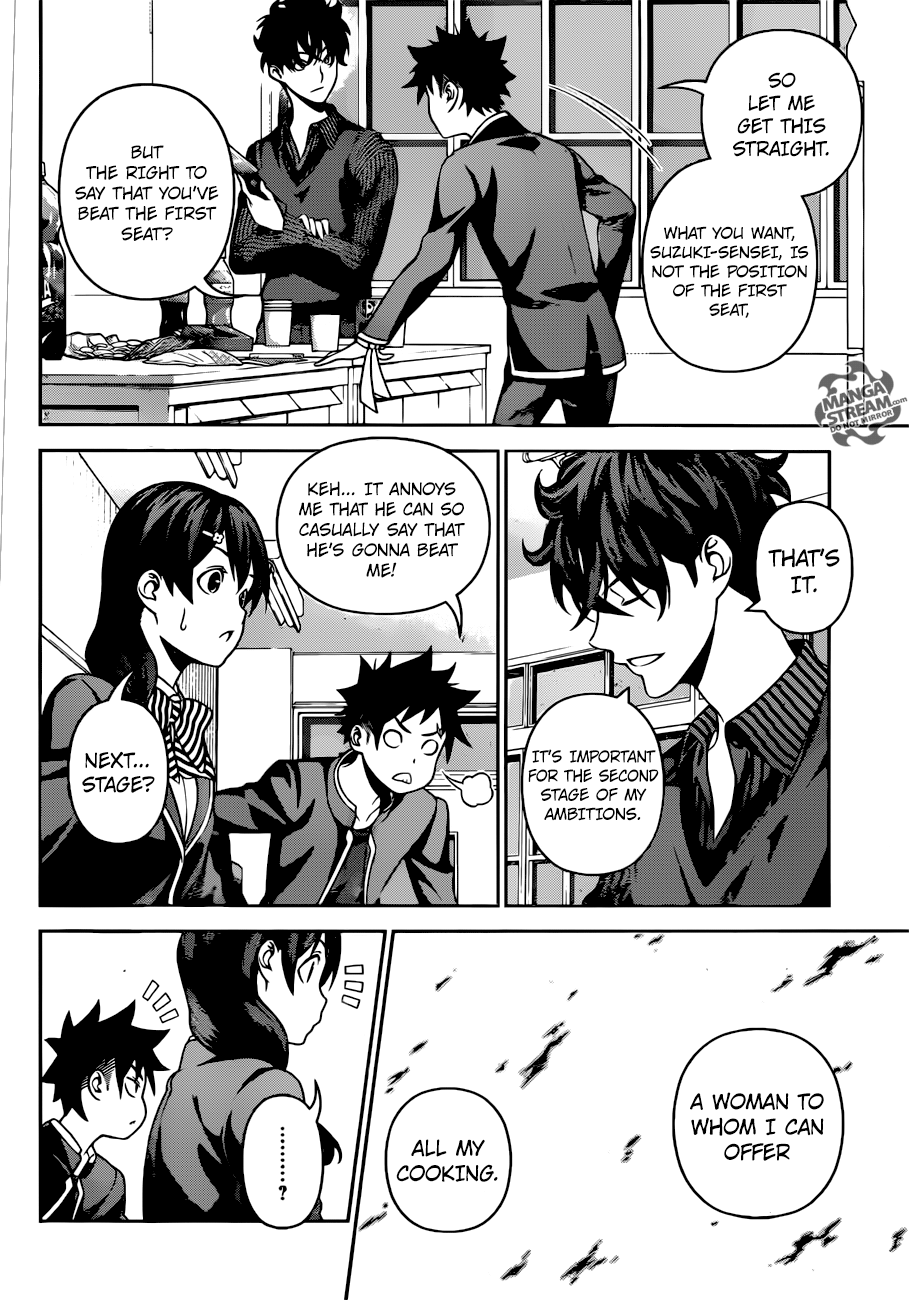 SO
LET ME
GET THIS
STRAIGHT.
WHAT YOU WANT,
SUZUKI-SENSEI, IS
NOT THE POSITION
OF THE FIRST
SEAT,
BUT
THE RIGHT TO
SAY THAT YOU'VE
BEAT THE FIRST
SEAT?
MANGA
STREAM.com
DO NOT MIRROR
THAT'S
IT.
IT'S IMPORTANT
FOR THE SECOND
STAGE OF MY
AMBITIONS.
KEH... IT ANNOYS
ME THAT HE CAN SO
CASUALLY SAY THAT
HE'S GONNA BEAT
ME!
NEXT...
STAGE?
A WOMAN TO
WHOM I CAN
OFFER
ALL MY
COOKING.
.........?